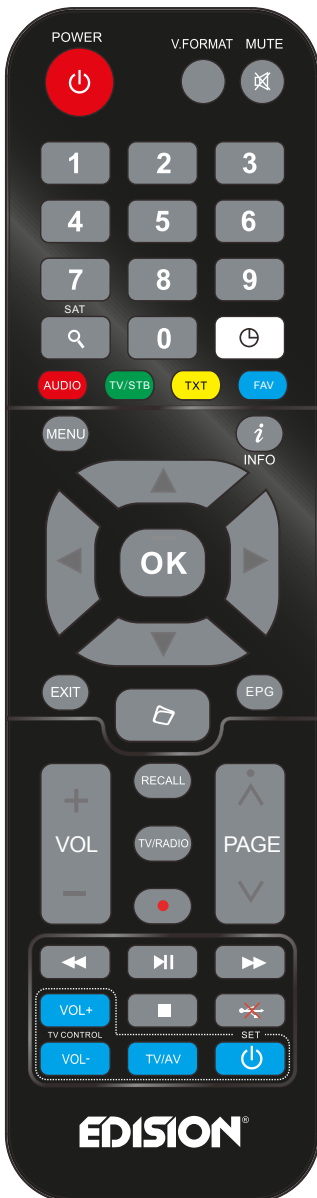 POWER
V.FORMAT MUTE
1 2 3
4 5 6
7 8 9
SAT
0
AUDIO TV/STB TXT FAV
MENU
i
INFO
OK
EXIT EPG
RECALL
+
VOL TV/RADIO PAGE
-
VOL+
TV CONTROL SET
VOL- TV/AV
EDISION®